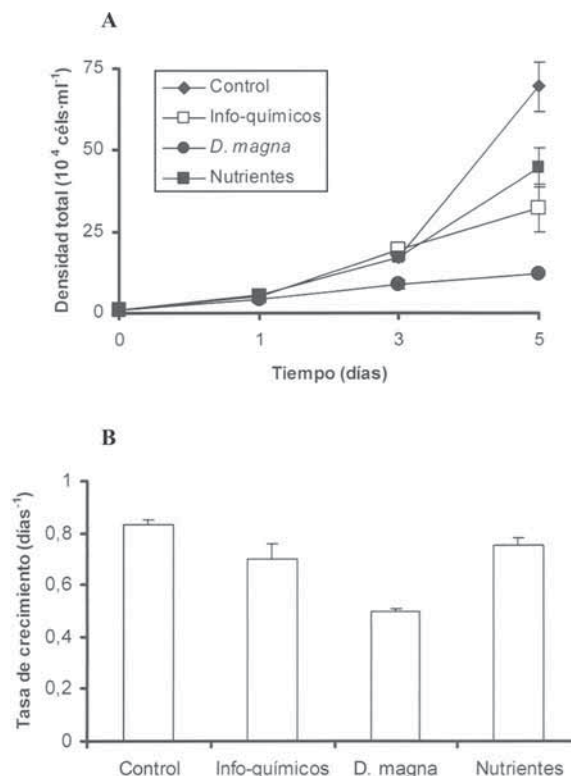 A
Densidad total (10⁴ céls·ml⁻¹)
75
50
25
0
Control
Info-químicos
D. magna
Nutrientes
0 1 3 5
Tiempo (días)
B
Tasa de crecimiento (días⁻¹)
1
0,8
0,6
0,4
0,2
0
Control Info-químicos D. magna Nutrientes